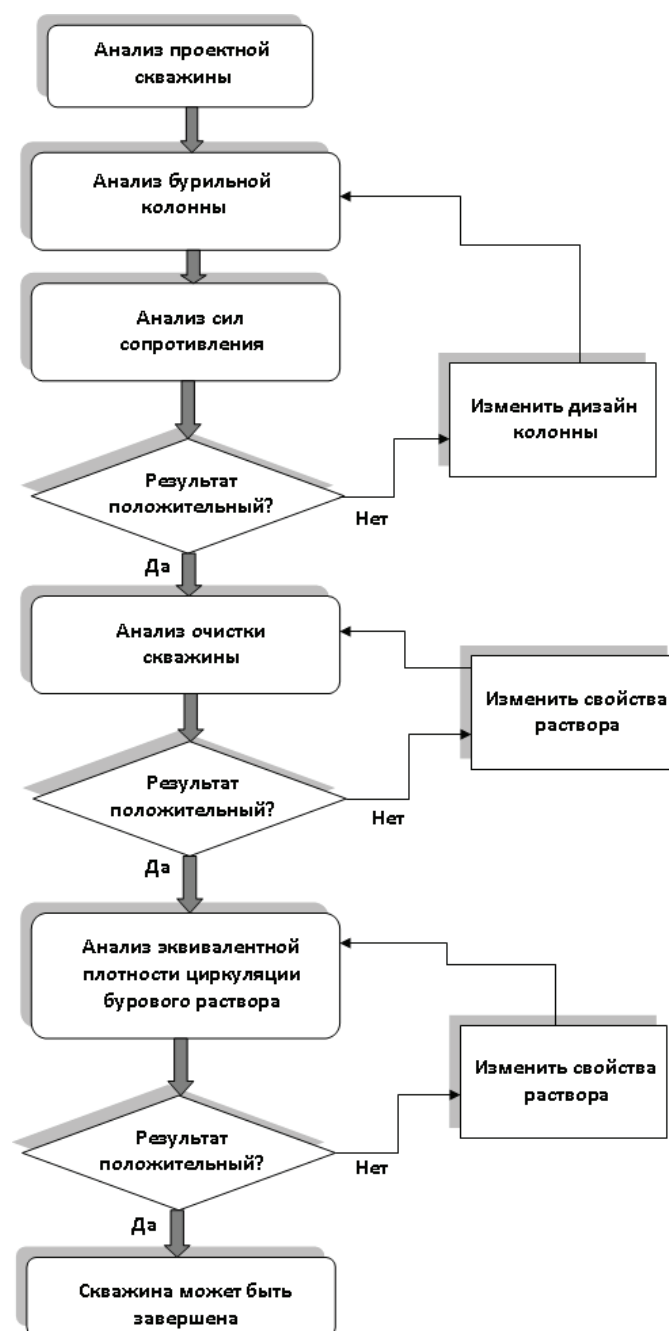 Анализ проектной
скважины
Анализ бурильной
колонны
Анализ сил
сопротивления
Изменить дизайн
колонны
Результат
положительный?
Нет
Да
Анализ очистки
скважины
Изменить свойства
раствора
Результат
положительный?
Нет
Да
Анализ эквивалентной
плотности циркуляции
бурового раствора
Изменить свойства
раствора
Результат
положительный?
Нет
Да
Скважина может быть
завершена